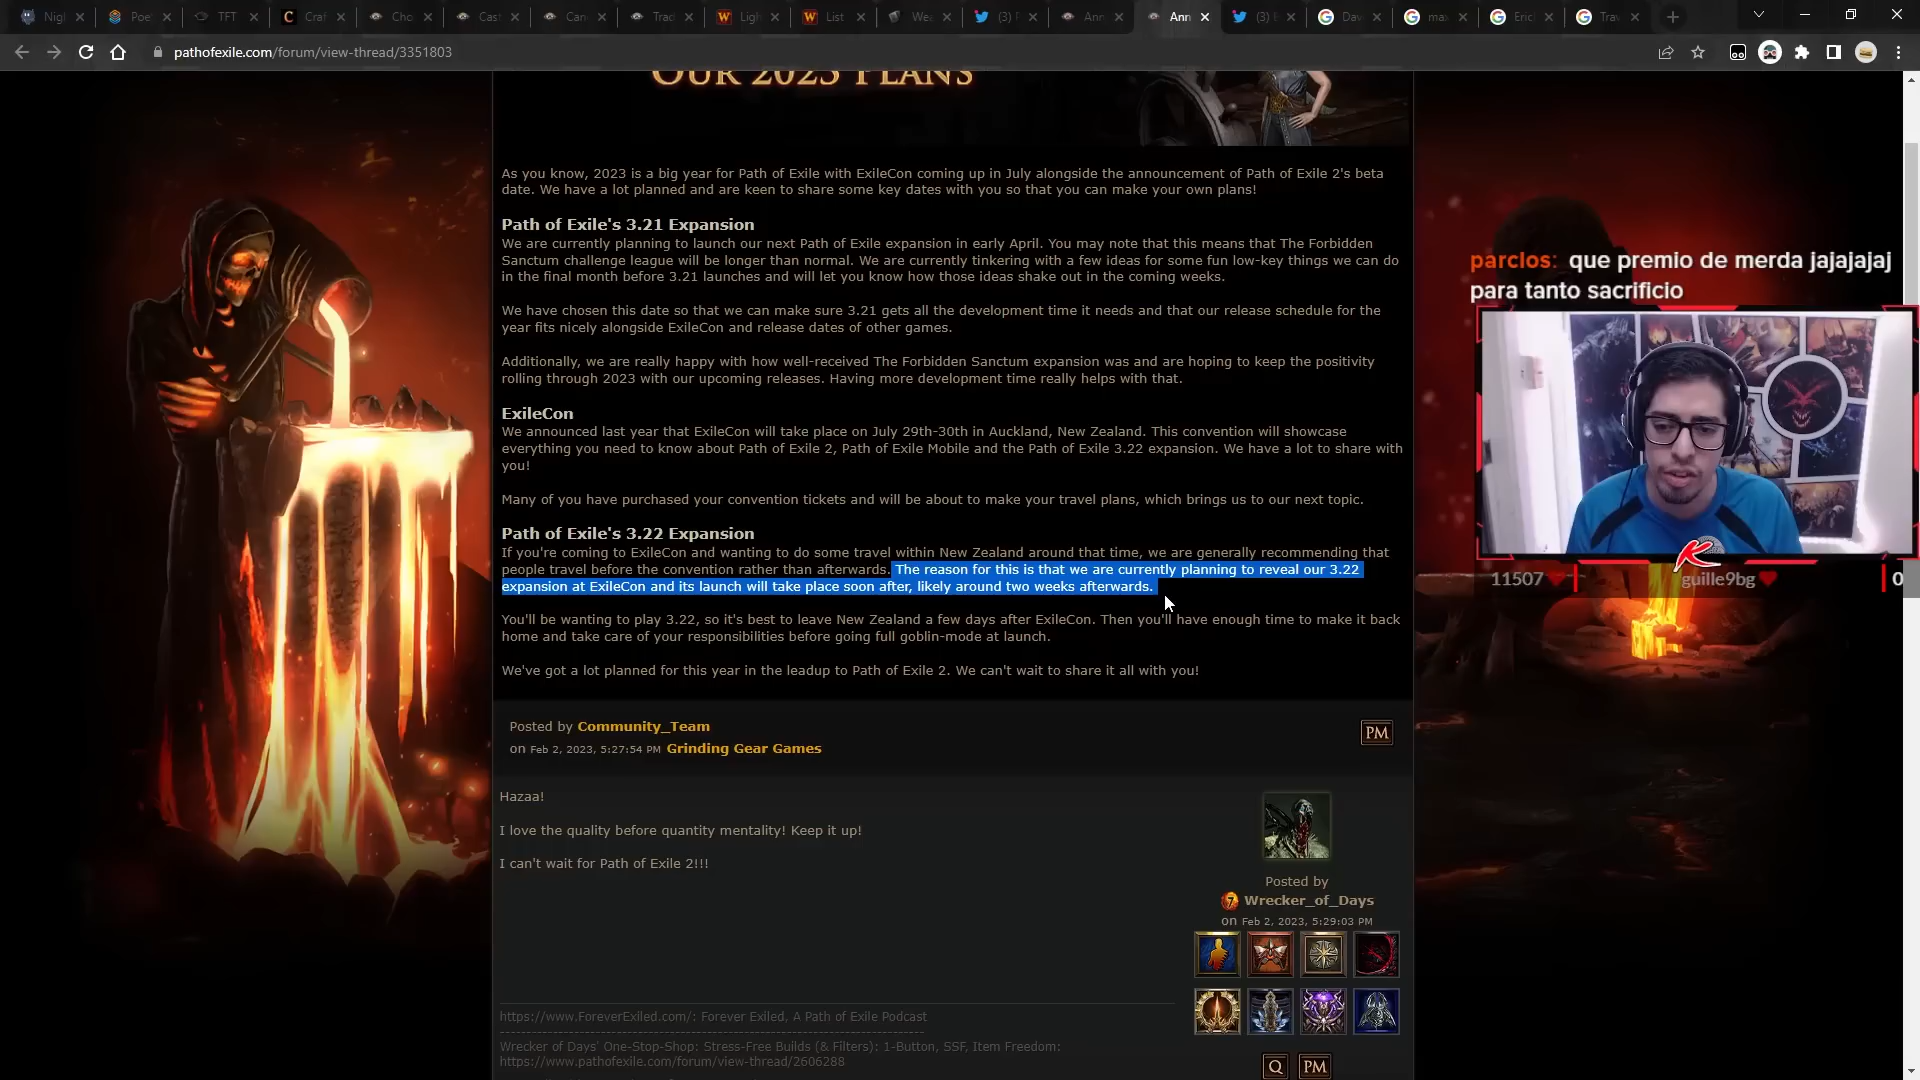 Nigl
Poe
TFT
Craf
Cho
Cast
Can
Trad
Ligh
List
Wea
(3)
Ann
Ann
(3) E
Dav
max
Eric
Trav
pathofexile.com/forum/view-thread/3351803
OUR 2023 PLANS
As you know, 2023 is a big year for Path of Exile with ExileCon coming up in July alongside the announcement of Path of Exile 2's beta
date. We have a lot planned and are keen to share some key dates with you so that you can make your own plans!
Path of Exile's 3.21 Expansion
We are currently planning to launch our next Path of Exile expansion in early April. You may note that this means that The Forbidden
Sanctum challenge league will be longer than normal. We are currently tinkering with a few ideas for some fun low-key things we can do
in the final month before 3.21 launches and will let you know how those ideas shake out in the coming weeks.
We have chosen this date so that we can make sure 3.21 gets all the development time it needs and that our release schedule for the
year fits nicely alongside ExileCon and release dates of other games.
Additionally, we are really happy with how well-received The Forbidden Sanctum expansion was and are hoping to keep the positivity
rolling through 2023 with our upcoming releases. Having more development time really helps with that.
ExileCon
We announced last year that ExileCon will take place on July 29th-30th in Auckland, New Zealand. This convention will showcase
everything you need to know about Path of Exile 2, Path of Exile Mobile and the Path of Exile 3.22 expansion. We have a lot to share with
you!
Many of you have purchased your convention tickets and will be about to make your travel plans, which brings us to our next topic.
Path of Exile's 3.22 Expansion
If you're coming to ExileCon and wanting to do some travel within New Zealand around that time, we are generally recommending that
people travel before the convention rather than afterwards. The reason for this is that we are currently planning to reveal our 3.22
expansion at ExileCon and its launch will take place soon after, likely around two weeks afterwards.
You'll be wanting to play 3.22, so it's best to leave New Zealand a few days after ExileCon. Then you'll have enough time to make it back
home and take care of your responsibilities before going full goblin-mode at launch.
We've got a lot planned for this year in the leadup to Path of Exile 2. We can't wait to share it all with you!
Posted by Community_Team
on Feb 2, 2023, 5:27:54 PM Grinding Gear Games
PM
Hazaa!
I love the quality before quantity mentality! Keep it up!
I can't wait for Path of Exile 2!!!
Posted by
Wrecker_of_Days
on Feb 2, 2023, 5:29:03 PM
https://www.ForeverExiled.com/: Forever Exiled, A Path of Exile Podcast
Wrecker of Days' One-Stop-Shop: Stress-Free Builds (& Filters): 1-Button, SSF, Item Freedom:
https://www.pathofexile.com/forum/view-thread/2606288
Q PM
parclos: que premio de merda jajajajaj
para tanto sacrificio
11507
guille9bg
0